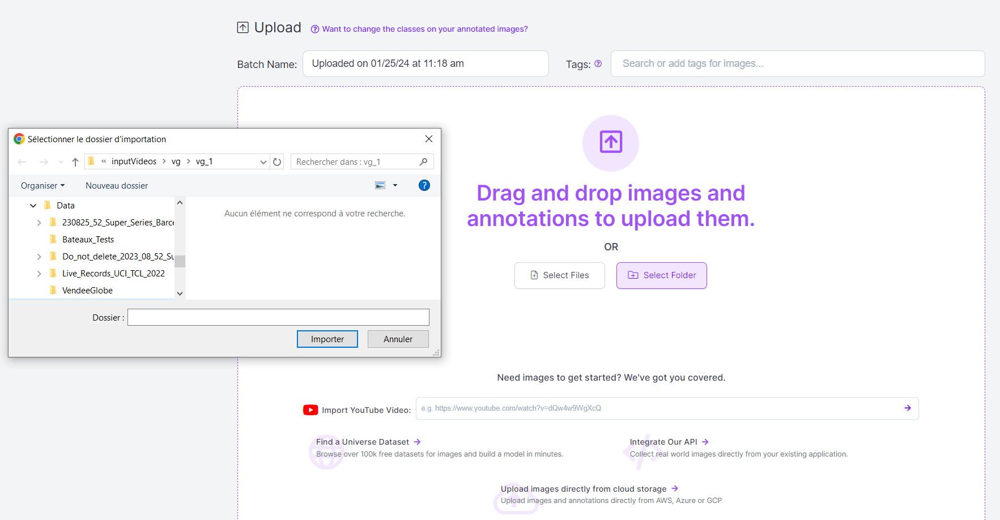 Upload
Want to change the classes on your annotated images?
Batch Name:
Uploaded on 01/25/24 at 11:18 am
Tags:
Search or add tags for images...
Sélectionner le dossier d'importation
« inputVideos > vg > vg_1
Rechercher dans : vg_1
Organiser
Nouveau dossier
Data
230825_52_Super_Series_Barce
Bateaux_Tests
Do_not_delete_2023_08_52_Su
Live_Records_UCI_TCL_2022
VendeeGlobe
Aucun élément ne correspond à votre recherche.
Dossier :
Importer
Annuler
Drag and drop images and
annotations to upload them.
OR
Select Files
Select Folder
Need images to get started? We've got you covered.
Import YouTube Video:
e.g. https://www.youtube.com/watch?v=dQw4w9WgXcQ
Find a Universe Dataset →
Browse over 100k free datasets for images and build a model in minutes.
Integrate Our API →
Collect real world images directly from your existing application.
Upload images directly from cloud storage →
Upload images and annotations directly from AWS, Azure or GCP